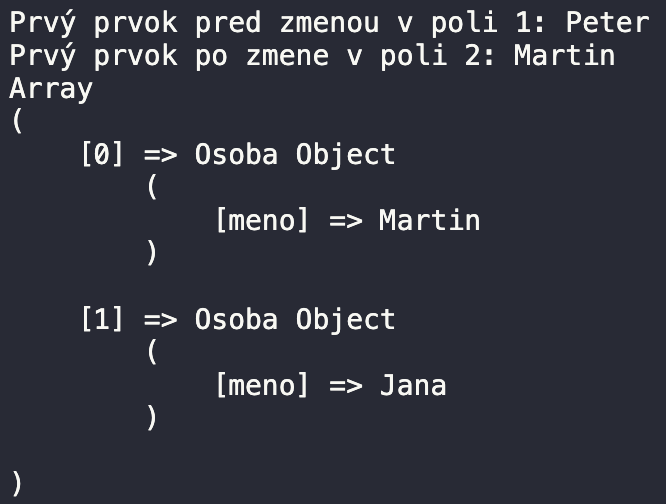 Prvý prvok pred zmenou v poli 1: Peter
Prvý prvok po zmene v poli 2: Martin
Array
(
    [0] => Osoba Object
        (
            [meno] => Martin
        )

    [1] => Osoba Object
        (
            [meno] => Jana
        )

)